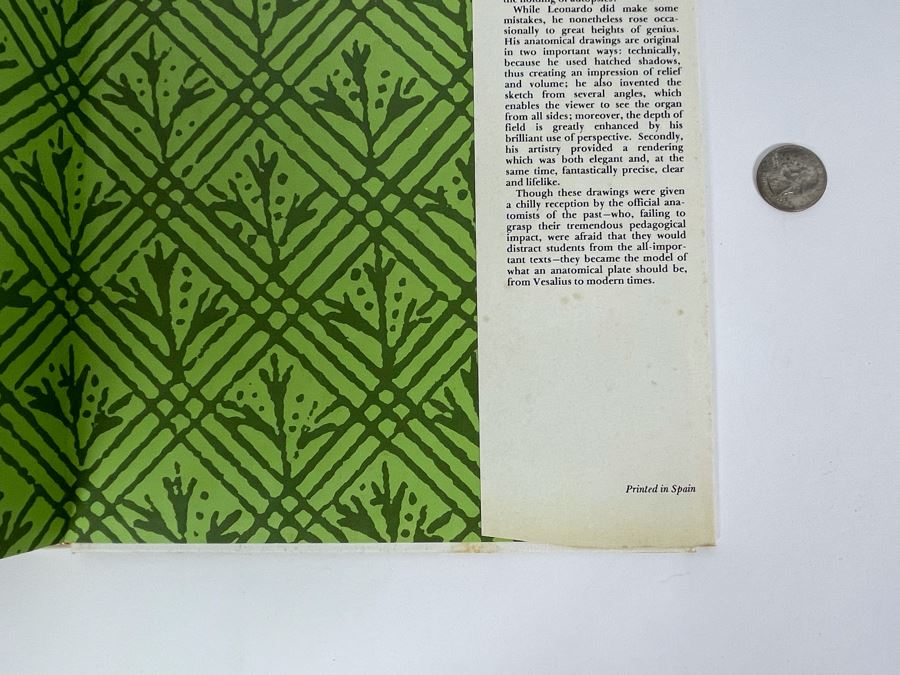 the holding of autopsies.
While Leonardo did make some
mistakes, he nonetheless rose occa-
sionally to great heights of genius.
His anatomical drawings are original
in two important ways: technically,
because he used hatched shadows,
thus creating an impression of relief
and volume; he also invented the
sketch from several angles, which
enables the viewer to see the organ
from all sides; moreover, the depth of
field is greatly enhanced by his
brilliant use of perspective. Secondly,
his artistry provided a rendering
which was both elegant and, at the
same time, fantastically precise, clear
and lifelike.
Though these drawings were given
a chilly reception by the official ana-
tomists of the past—who, failing to
grasp their tremendous pedagogical
impact, were afraid that they would
distract students from the all-impor-
tant texts—they became the model of
what an anatomical plate should be,
from Vesalius to modern times.
Printed in Spain